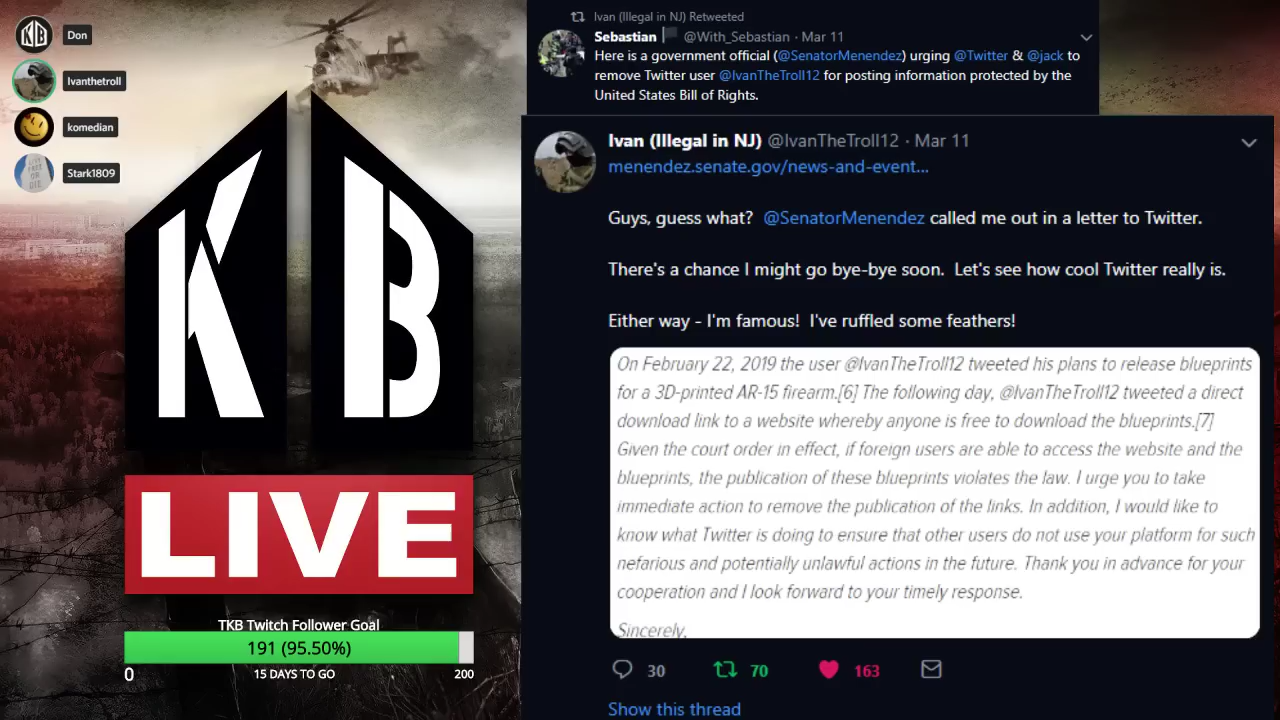 Don
Ivanthetroll
komedian
Stark1809
KB
LIVE
TKB Twitch Follower Goal
191 (95.50%)
0
15 DAYS TO GO
200
Ivan (Illegal in NJ) Retweeted
Sebastian @With_Sebastian · Mar 11
Here is a government official (@SenatorMenendez) urging @Twitter & @jack to
remove Twitter user @IvanTheTroll12 for posting information protected by the
United States Bill of Rights.
Ivan (Illegal in NJ) @IvanTheTroll12 · Mar 11
menendez.senate.gov/news-and-event...
Guys, guess what? @SenatorMenendez called me out in a letter to Twitter.
There's a chance I might go bye-bye soon. Let's see how cool Twitter really is.
Either way - I'm famous! I've ruffled some feathers!
On February 22, 2019 the user @IvanTheTroll12 tweeted his plans to release blueprints
for a 3D-printed AR-15 firearm.[6] The following day, @IvanTheTroll12 tweeted a direct
download link to a website whereby anyone is free to download the blueprints.[7]
Given the court order in effect, if foreign users are able to access the website and the
blueprints, the publication of these blueprints violates the law. I urge you to take
immediate action to remove the publication of the links. In addition, I would like to
know what Twitter is doing to ensure that other users do not use your platform for such
nefarious and potentially unlawful actions in the future. Thank you in advance for your
cooperation and I look forward to your timely response.
Sincerely,
30 70 163
Show this thread